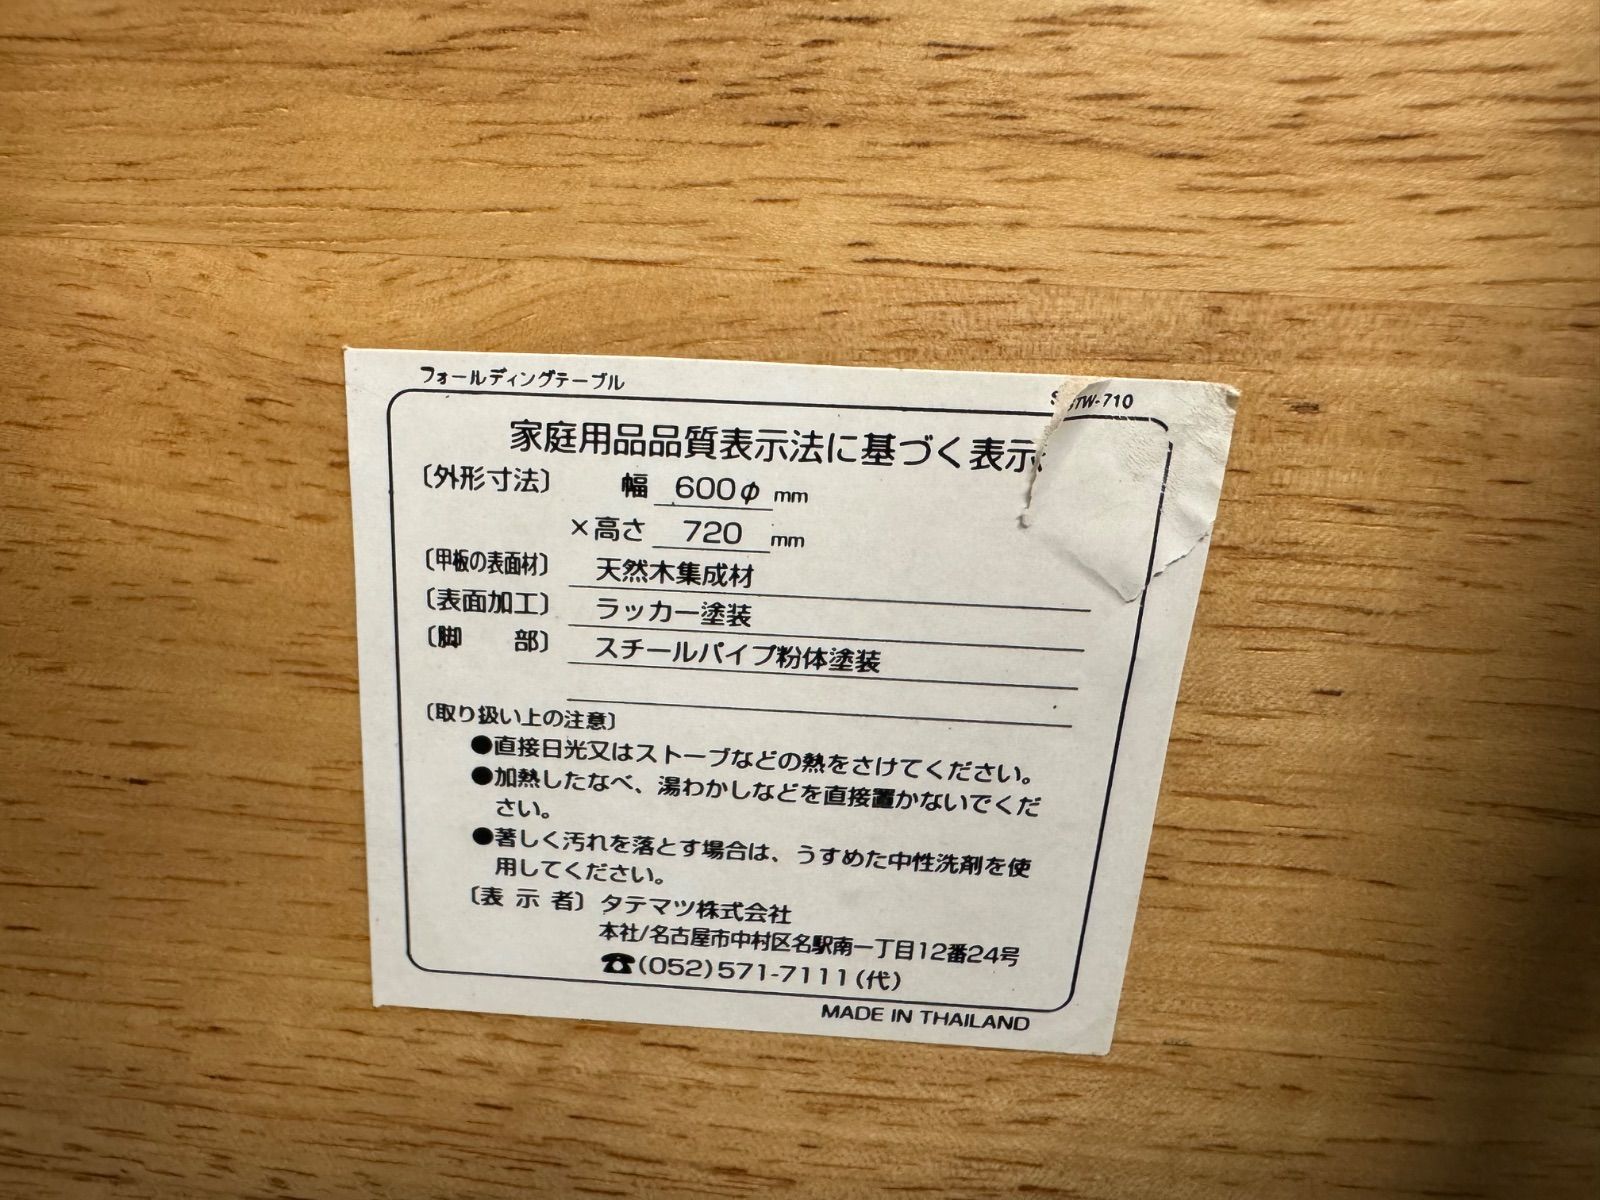 フォールディングテーブル
TW-710
家庭用品品質表示法に基づく表示
〔外形寸法〕 幅 600φ mm
×高さ 720 mm
〔甲板の表面材〕 天然木集成材
〔表面加工〕 ラッカー塗装
〔脚 部〕 スチールパイプ粉体塗装
〔取り扱い上の注意〕
●直接日光又はストーブなどの熱をさけてください。
●加熱したなべ、湯わかしなどを直接置かないでくだ
さい。
●著しく汚れを落とす場合は、うすめた中性洗剤を使
用してください。
〔表 示 者〕 タテマツ株式会社
本社/名古屋市中村区名駅南一丁目12番24号
☎(052)571-7111(代)
MADE IN THAILAND